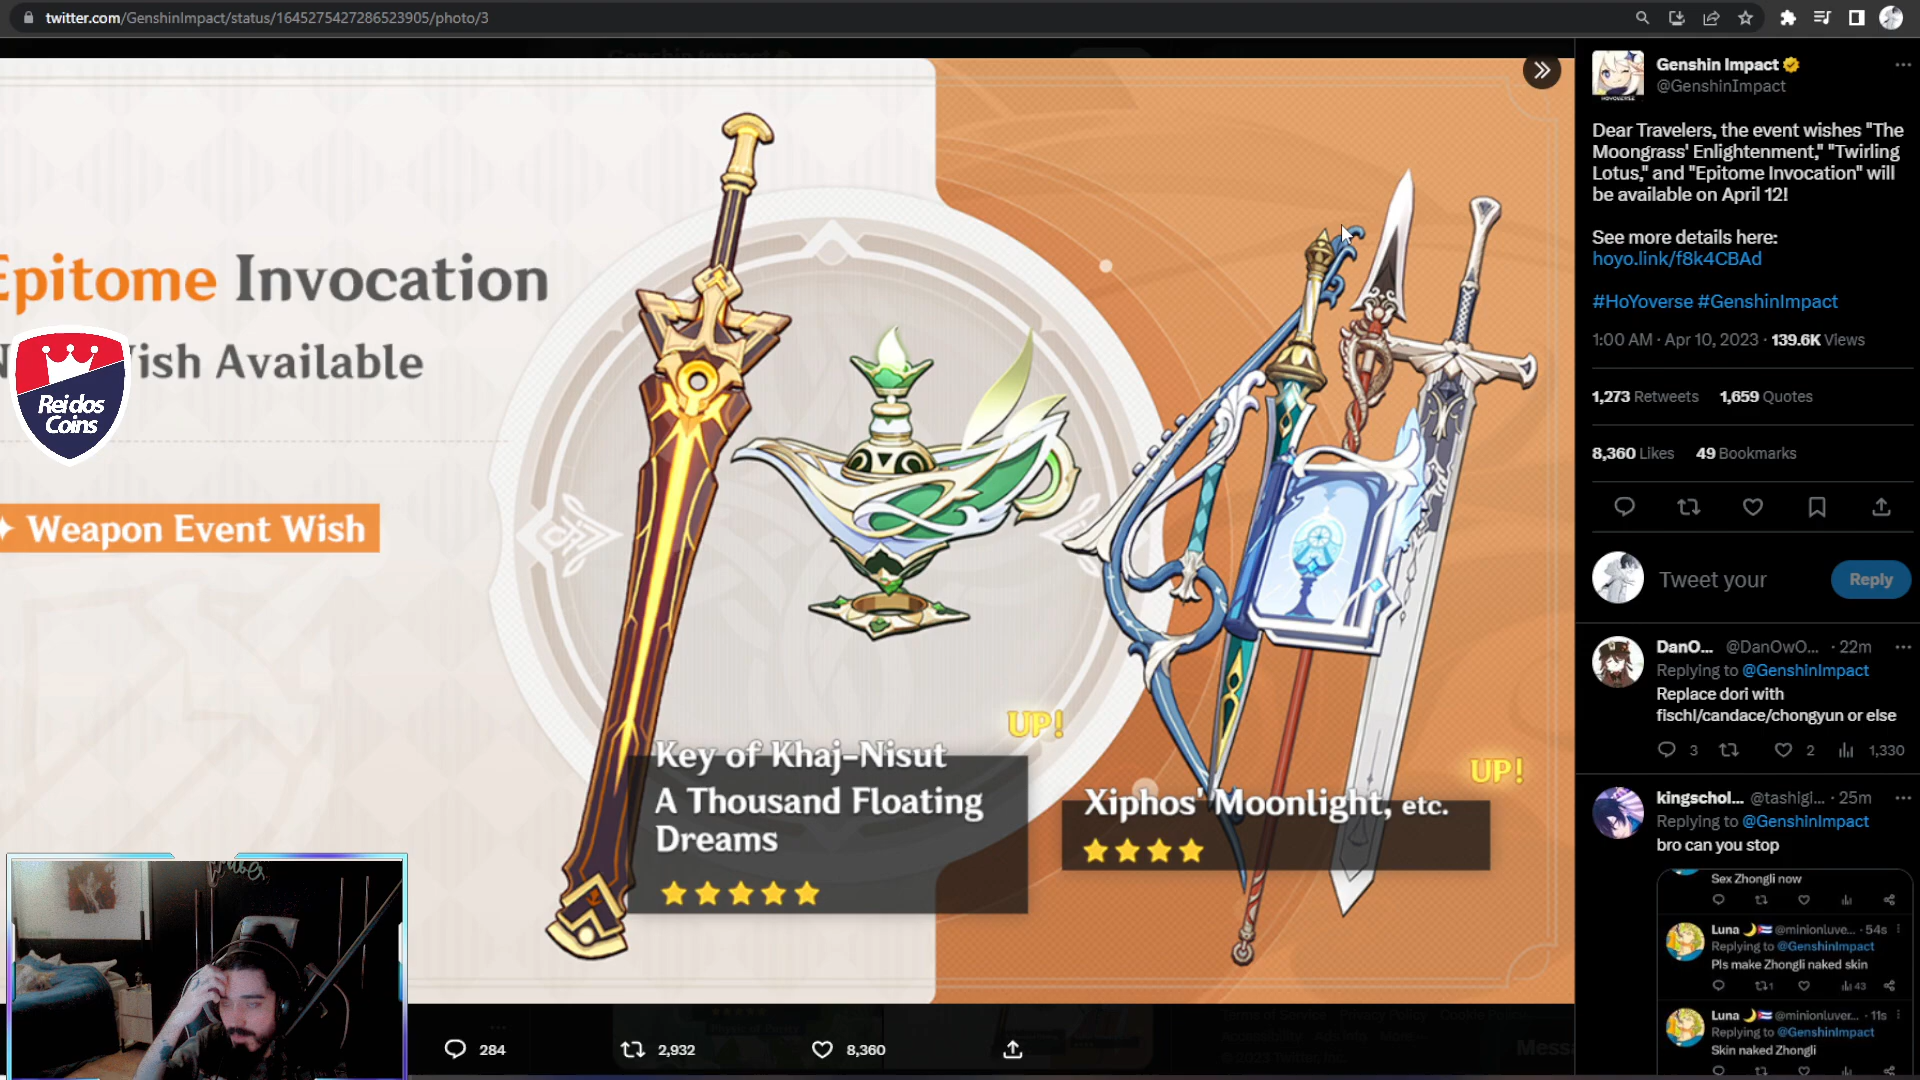 twitter.com/GenshinImpact/status/1645275427286523905/photo/3
Epitome Invocation
ish Available
Rei dos
Coins
Weapon Event Wish
UP!
Key of Khaj-Nisut
A Thousand Floating
Dreams
UP!
Xiphos' Moonlight, etc.
284
2,932
8,360
Genshin Impact
@GenshinImpact
HOYOVERSE
Dear Travelers, the event wishes "The
Moongrass' Enlightenment," "Twirling
Lotus," and "Epitome Invocation" will
be available on April 12!
See more details here:
hoyo.link/f8k4CBAd
#HoYoverse #GenshinImpact
1:00 AM · Apr 10, 2023 · 139.6K Views
1,273 Retweets 1,659 Quotes
8,360 Likes 49 Bookmarks
Tweet your
Reply
DanO... @DanOwO... · 22m
Replying to @GenshinImpact
Replace dori with
fischl/candace/chongyun or else
3 2 1,330
kingschol... @tashigi... · 25m
Replying to @GenshinImpact
bro can you stop
Sex Zhongli now
Luna @minionluve... · 54s
Replying to @GenshinImpact
Pls make Zhongli naked skin
1 43
Luna @minionluver... · 11s
Replying to @GenshinImpact
Skin naked Zhongli